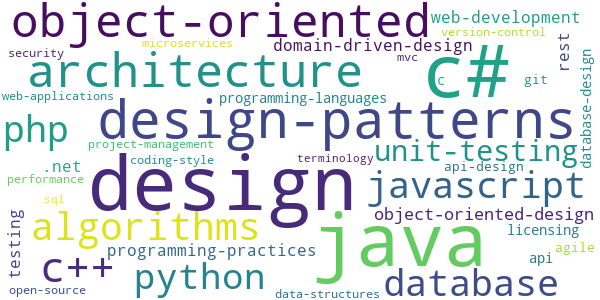 object-oriented
web-development
microservices
version-control
security
domain-driven-design
rest
mvc
architecture
c#
c
git
database-design
web-applications
programming-languages
php
design-patterns
project-management
unit-testing
coding-style
terminology
.net
api-design
performance
design
javascript
sql
java
object-oriented-design
testing
algorithms
licensing
programming-practices
agile
c++
python
api
database
open-source
data-structures